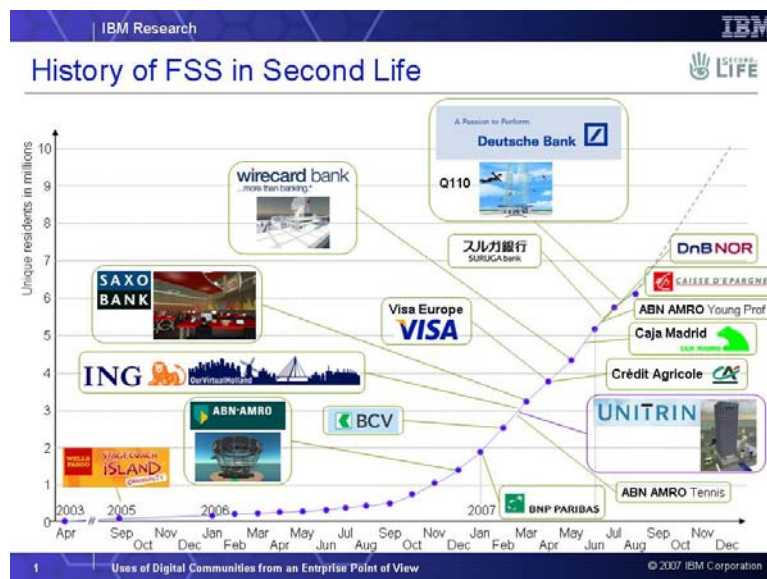 IBM Research
IBM
History of FSS in Second Life
SECOND
LIFE
Unique residents in millions
10
9
8
7
6
5
4
3
2
1
0
A Passion to Perform.
Deutsche Bank
Q110
wirecard bank
...more than banking.*
スルガ銀行
SURUGA bank
DnB NOR
CAISSE D'EPARGNE
ABN AMRO Young Prof
SAXO
BANK
Visa Europe
VISA
Caja Madrid
CAJA MADRID
Crédit Agricole
CA
ING
OurVirtualHolland
UNITRIN
ABN·AMRO
BCV
WELLS
FARGO
STAGECOACH
ISLAND
COMMUNITY
ABN AMRO Tennis
BNP PARIBAS
2003 2005 2006 2007
Apr Sep Nov Jan Mar May Jul Sep Nov Jan Mar May Jul Sep Nov
Oct Dec Feb Apr Jun Aug Oct Dec Feb Apr Jun Aug Oct Dec
1 Uses of Digital Communities from an Entrprise Point of View © 2007 IBM Corporation